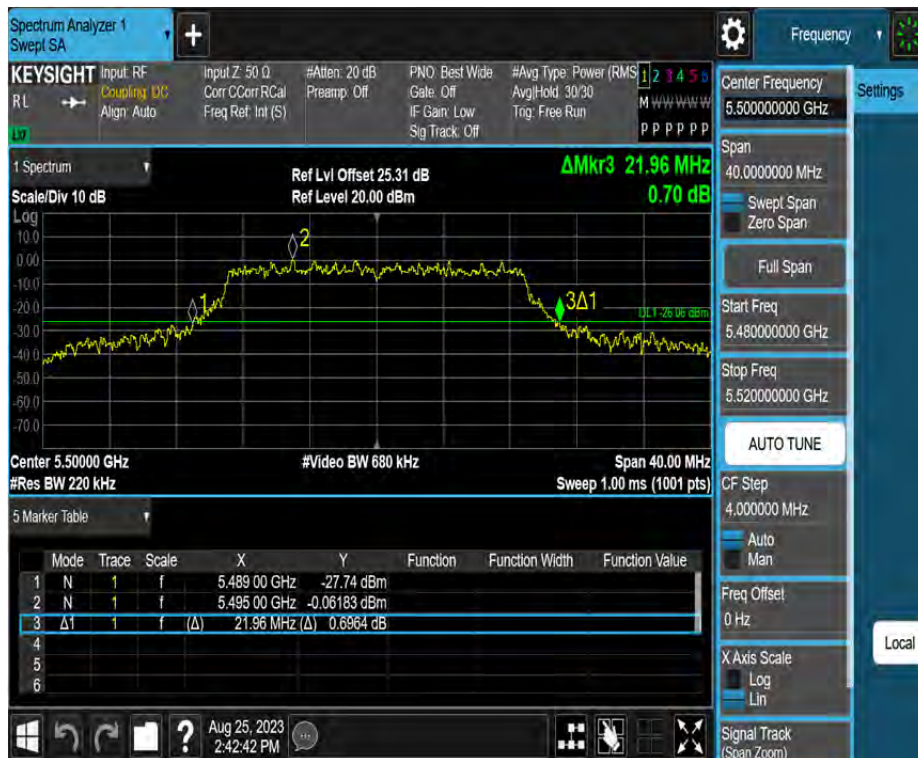 Spectrum Analyzer 1
Swept SA
Frequency
KEYSIGHT
RL
LXI
Input: RF
Coupling: DC
Align: Auto
Input Z: 50 Ω
Corr CCorr RCal
Freq Ref: Int (S)
#Atten: 20 dB
Preamp: Off
PNO: Best Wide
Gate: Off
IF Gain: Low
Sig Track: Off
#Avg Type: Power (RMS
Avg|Hold: 30/30
Trig: Free Run
1 2 3 4 5 6
M W W W W W
P P P P P P
Center Frequency
5.500000000 GHz
Settings
Span
40.0000000 MHz
Swept Span
Zero Span
Full Span
Start Freq
5.480000000 GHz
Stop Freq
5.520000000 GHz
AUTO TUNE
CF Step
4.000000 MHz
Auto
Man
Freq Offset
0 Hz
X Axis Scale
Log
Lin
Signal Track
(Span Zoom)
Local
1 Spectrum
Scale/Div 10 dB
Ref Lvl Offset 25.31 dB
Ref Level 20.00 dBm
ΔMkr3 21.96 MHz
0.70 dB
Log
10.0
0.00
-10.0
-20.0
-30.0
-40.0
-50.0
-60.0
-70.0
1
2
3Δ1
DL1 -26.06 dBm
Center 5.50000 GHz
#Video BW 680 kHz
Span 40.00 MHz
#Res BW 220 kHz
Sweep 1.00 ms (1001 pts)
5 Marker Table
Mode Trace Scale X Y Function Function Width Function Value
1 N 1 f 5.489 00 GHz -27.74 dBm
2 N 1 f 5.495 00 GHz -0.06183 dBm
3 Δ1 1 f (Δ) 21.96 MHz (Δ) 0.6964 dB
4
5
6
?
Aug 25, 2023
2:42:42 PM